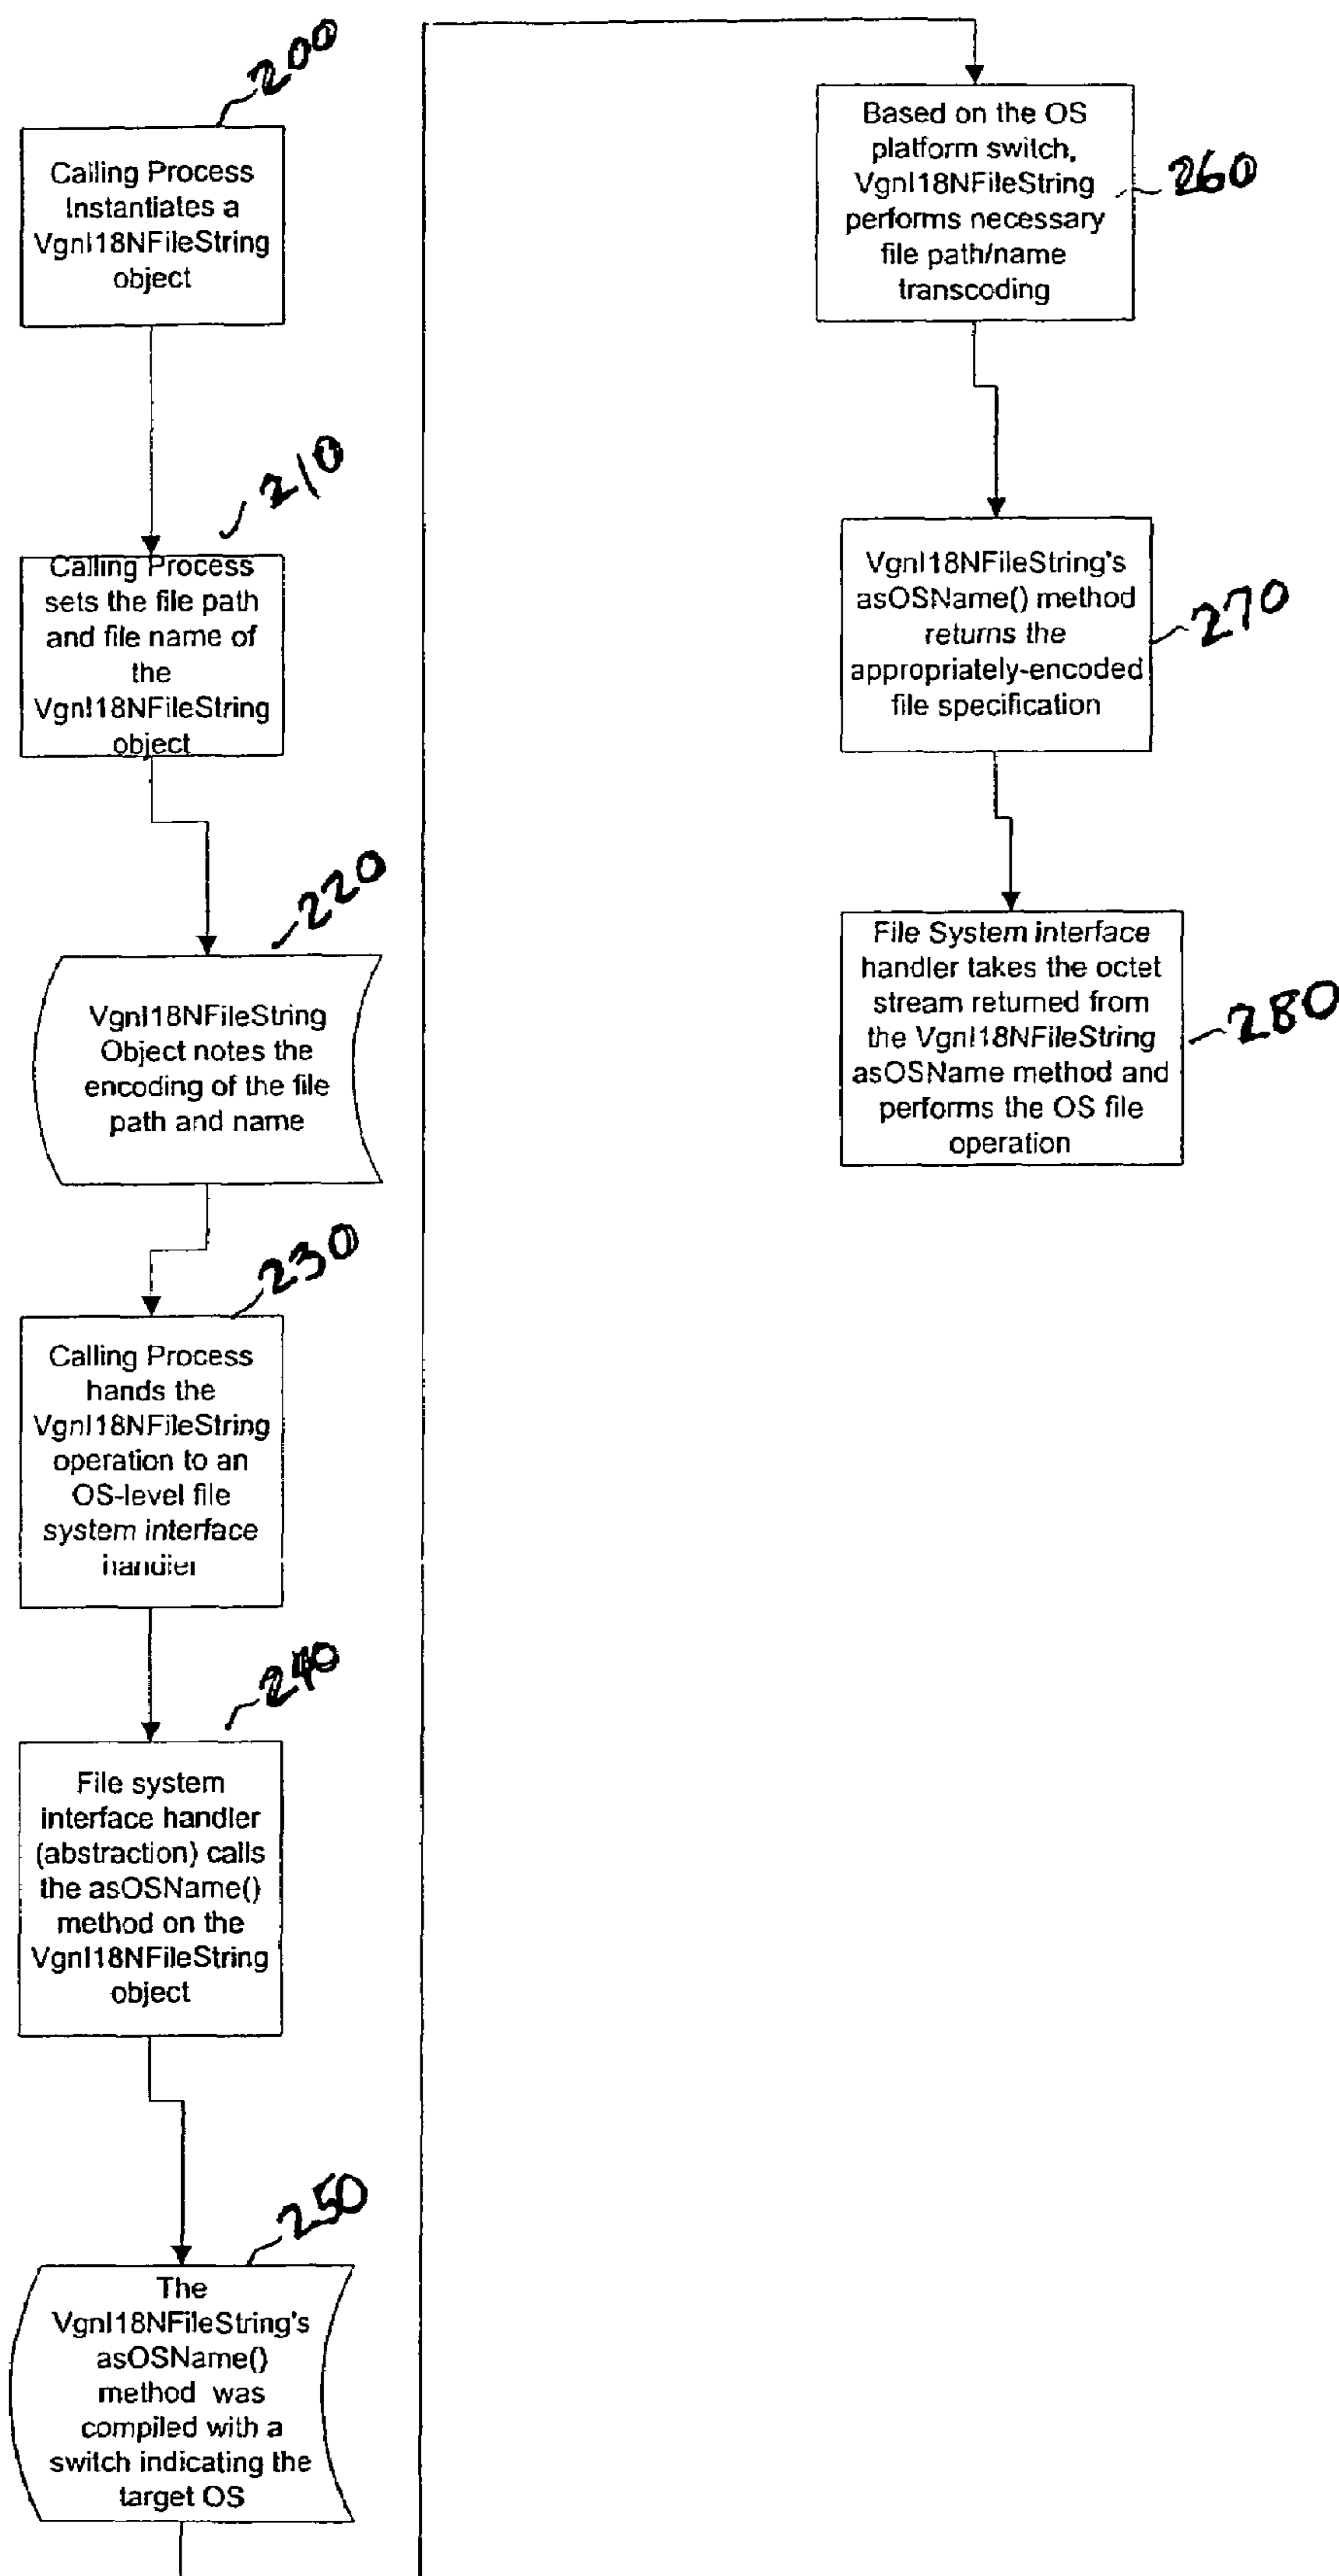 200
Calling Process
Instantiates a
VgnI18NFileString
object
210
Calling Process
sets the file path
and file name of
the
VgnI18NFileString
object
220
VgnI18NFileString
Object notes the
encoding of the file
path and name
230
Calling Process
hands the
VgnI18NFileString
operation to an
OS-level file
system interface
handler
240
File system
interface handler
(abstraction) calls
the asOSName()
method on the
VgnI18NFileString
object
250
The
VgnI18NFileString's
asOSName()
method was
compiled with a
switch indicating the
target OS
Based on the OS
platform switch,
VgnI18NFileString
performs necessary
file path/name
transcoding
260
VgnI18NFileString's
asOSName() method
returns the
appropriately-encoded
file specification
270
File System interface
handler takes the octet
stream returned from
the VgnI18NFileString
asOSName method and
performs the OS file
operation
280